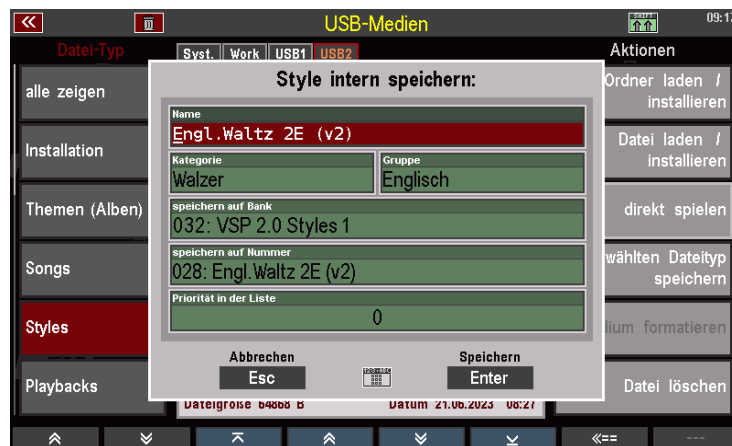 USB-Medien
SHIFT
09:17
Datei-Typ
Syst. Work USB1 USB2
Aktionen
alle zeigen
Installation
Themen (Alben)
Songs
Styles
Playbacks
Style intern speichern:
Name
Engl.Waltz 2E (v2)
Kategorie
Walzer
Gruppe
Englisch
speichern auf Bank
032: VSP 2.0 Styles 1
speichern auf Nummer
028: Engl.Waltz 2E (v2)
Priorität in der Liste
0
Abbrechen
Esc
Speichern
Enter
Dateigröße 64868 B
Datum 21.06.2023 08:27
Ordner laden /
installieren
Datei laden /
installieren
direkt spielen
wählten Dateityp
speichern
dium formatieren
Datei löschen
«==
---